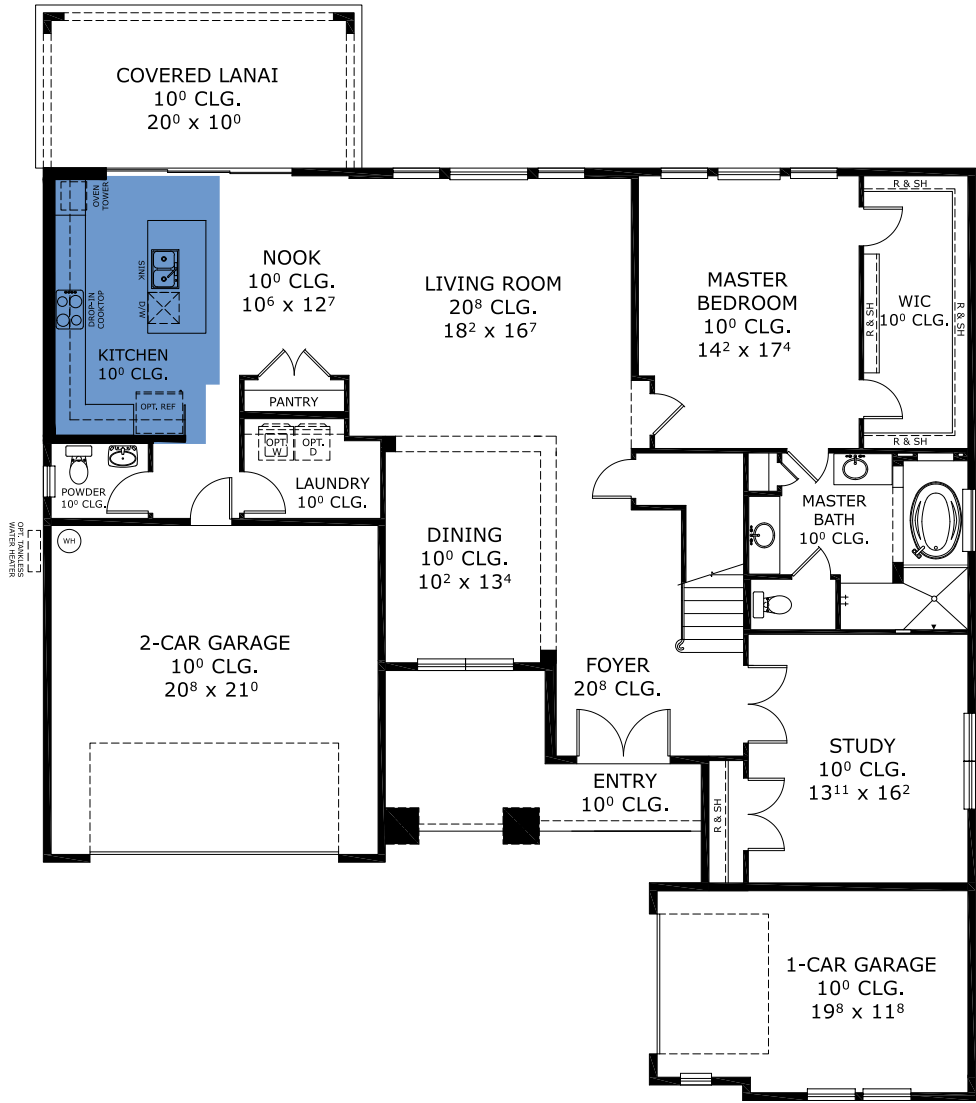 COVERED LANAI
10⁰ CLG.
20⁰ x 10⁰
OVEN
TOWER
SINK
D/W
DROP-IN
COOKTOP
KITCHEN
10⁰ CLG.
OPT. REF
NOOK
10⁰ CLG.
10⁶ x 12⁷
PANTRY
LIVING ROOM
20⁸ CLG.
18² x 16⁷
MASTER
BEDROOM
10⁰ CLG.
14² x 17⁴
R & SH
R & SH
WIC
10⁰ CLG.
R & SH
R & SH
POWDER
10⁰ CLG.
OPT.
W
OPT.
D
LAUNDRY
10⁰ CLG.
MASTER
BATH
10⁰ CLG.
OPT. TANKLESS
WATER HEATER
WH
DINING
10⁰ CLG.
10² x 13⁴
2-CAR GARAGE
10⁰ CLG.
20⁸ x 21⁰
FOYER
20⁸ CLG.
ENTRY
10⁰ CLG.
R & SH
STUDY
10⁰ CLG.
13¹¹ x 16²
1-CAR GARAGE
10⁰ CLG.
19⁸ x 11⁸